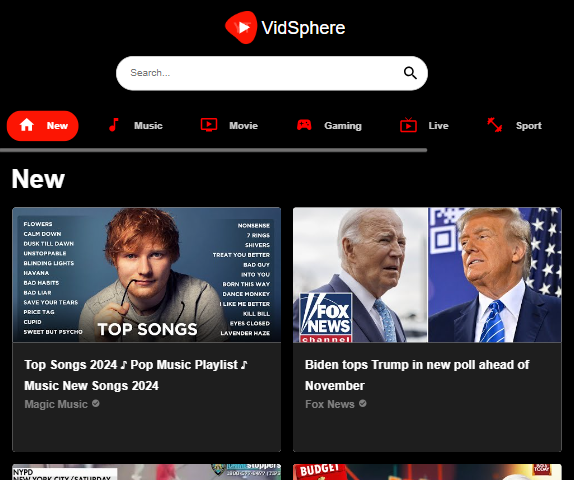 VidSphere
Search...
New
Music
Movie
Gaming
Live
Sport
New
FLOWERS
CALM DOWN
DUSK TILL DAWN
UNSTOPPABLE
BLINDING LIGHTS
HAVANA
BAD HABITS
BAD LIAR
SAVE YOUR TEARS
PRICE TAG
CUPID
SWEET BUT PSYCHO
NONSENSE
7 RINGS
SHIVERS
TREAT YOU BETTER
BAD GUY
INTO YOU
BORN THIS WAY
DANCE MONKEY
I LIKE ME BETTER
KILL BILL
EYES CLOSED
LAVENDER HAZE
TOP SONGS
Top Songs 2024 ♪ Pop Music Playlist ♪
Music New Songs 2024
Magic Music
FOX
NEWS
channel
Biden tops Trump in new poll ahead of
November
Fox News
NYPD
NEW YORK CITY/SATURDAY
BUDGET